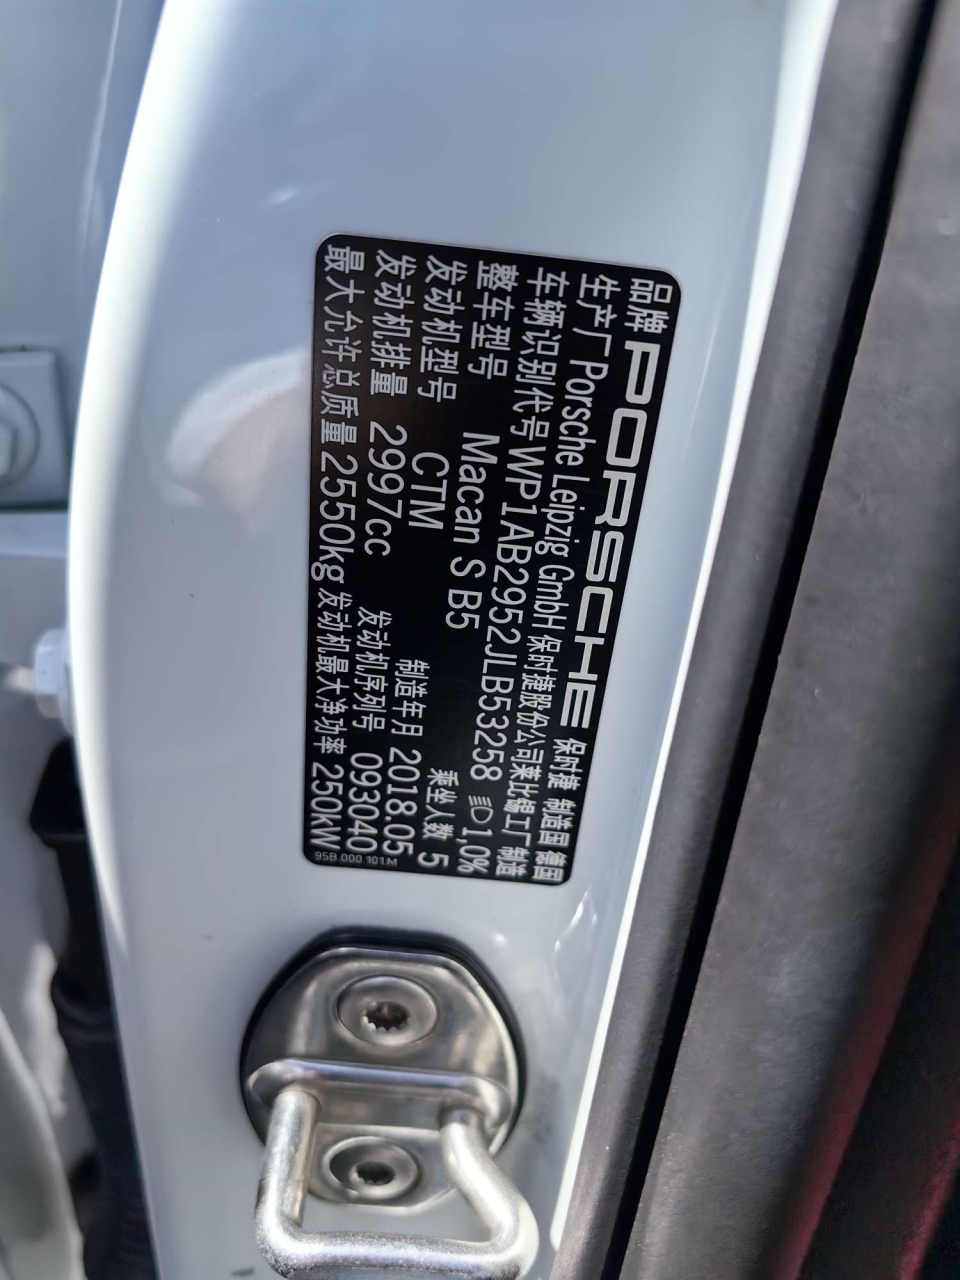 品牌 PORSCHE 保时捷 制造国 德国
生产厂 Porsche Leipzig GmbH 保时捷股份公司莱比锡工厂 制造
车辆识别代号 WP1AB2952JLB53258 1,0%
整车型号 Macan S B5 乘坐人数 5
发动机型号 CTM 制造年月 2018.05
发动机排量 2997cc 发动机序列号 093040
最大允许总质量 2550kg 发动机最大净功率 250kW
95B.000.101.M